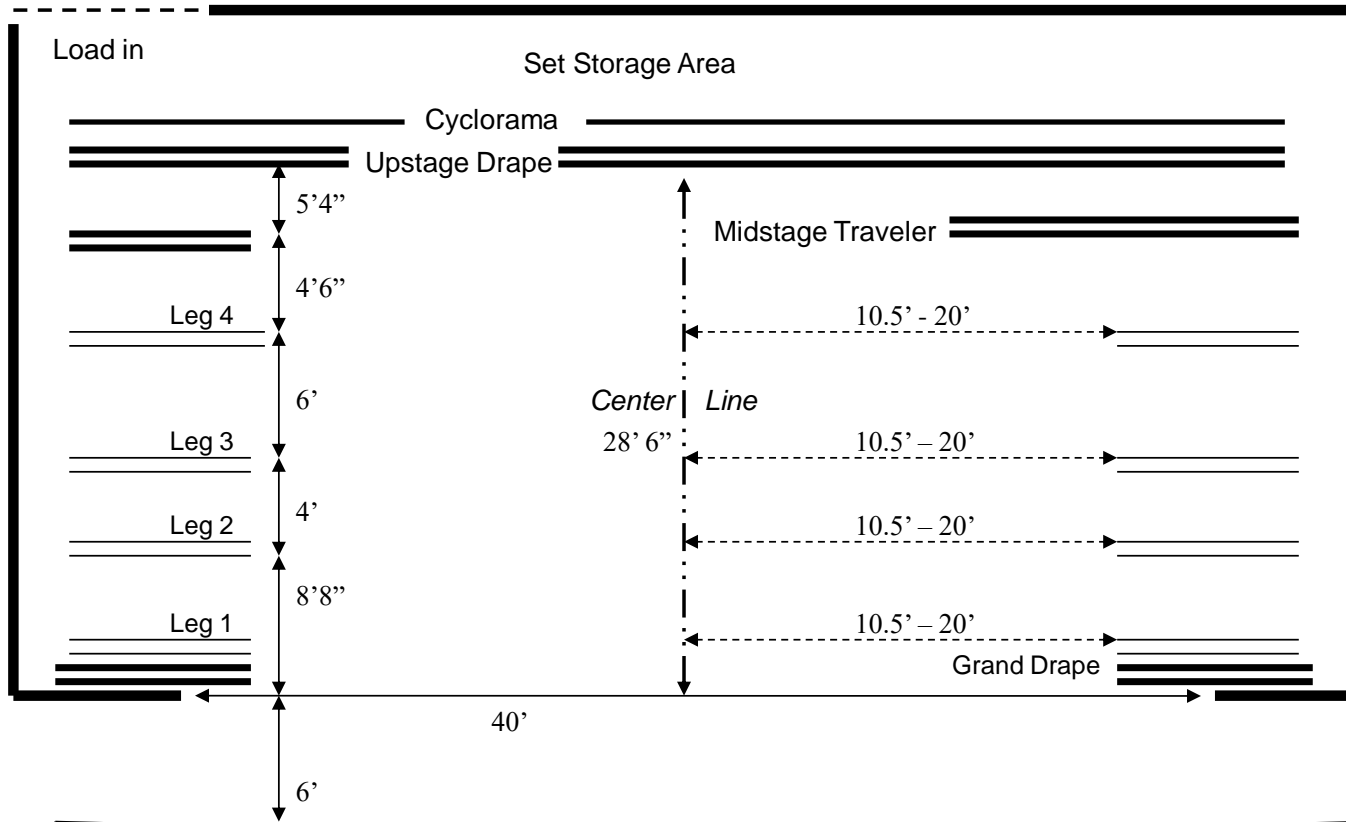 Load in
Set Storage Area
Cyclorama
Upstage Drape
5’4”
Midstage Traveler
4’6”
Leg 4
10.5’ - 20’
6’
Center Line
28’ 6”
Leg 3
10.5’ – 20’
4’
Leg 2
10.5’ – 20’
8’8”
Leg 1
10.5’ – 20’
Grand Drape
40’
6’